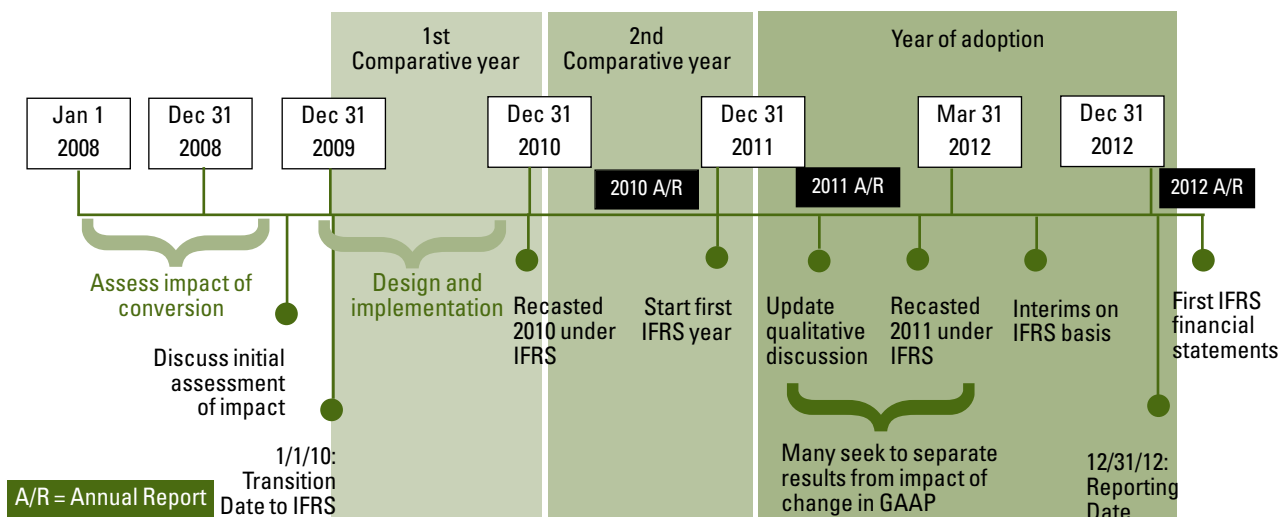 1st
Comparative year
2nd
Comparative year
Year of adoption
Jan 1
2008
Dec 31
2008
Dec 31
2009
Dec 31
2010
Dec 31
2011
Mar 31
2012
Dec 31
2012
2010 A/R
2011 A/R
2012 A/R
Assess impact of
conversion
Design and
implementation
Recasted
2010 under
IFRS
Start first
IFRS year
Update
qualitative
discussion
Recasted
2011 under
IFRS
Interims on
IFRS basis
First IFRS
financial
statements
Discuss initial
assessment
of impact
1/1/10:
Transition
Date to IFRS
Many seek to separate
results from impact of
change in GAAP
12/31/12:
Reporting
Date
A/R = Annual Report